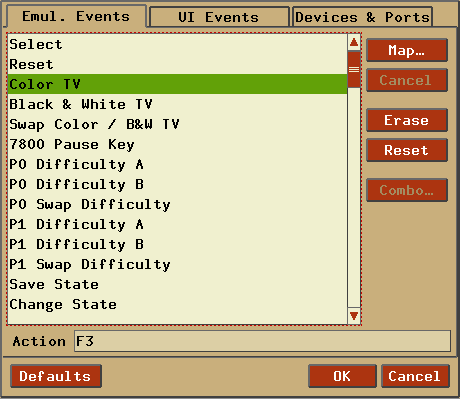 Emul. Events UI Events Devices & Ports
Select
Reset
Color TV
Black & White TV
Swap Color / B&W TV
7800 Pause Key
P0 Difficulty A
P0 Difficulty B
P0 Swap Difficulty
P1 Difficulty A
P1 Difficulty B
P1 Swap Difficulty
Save State
Change State
Map…
Cancel
Erase
Reset
Combo…
Action F3
Defaults OK Cancel